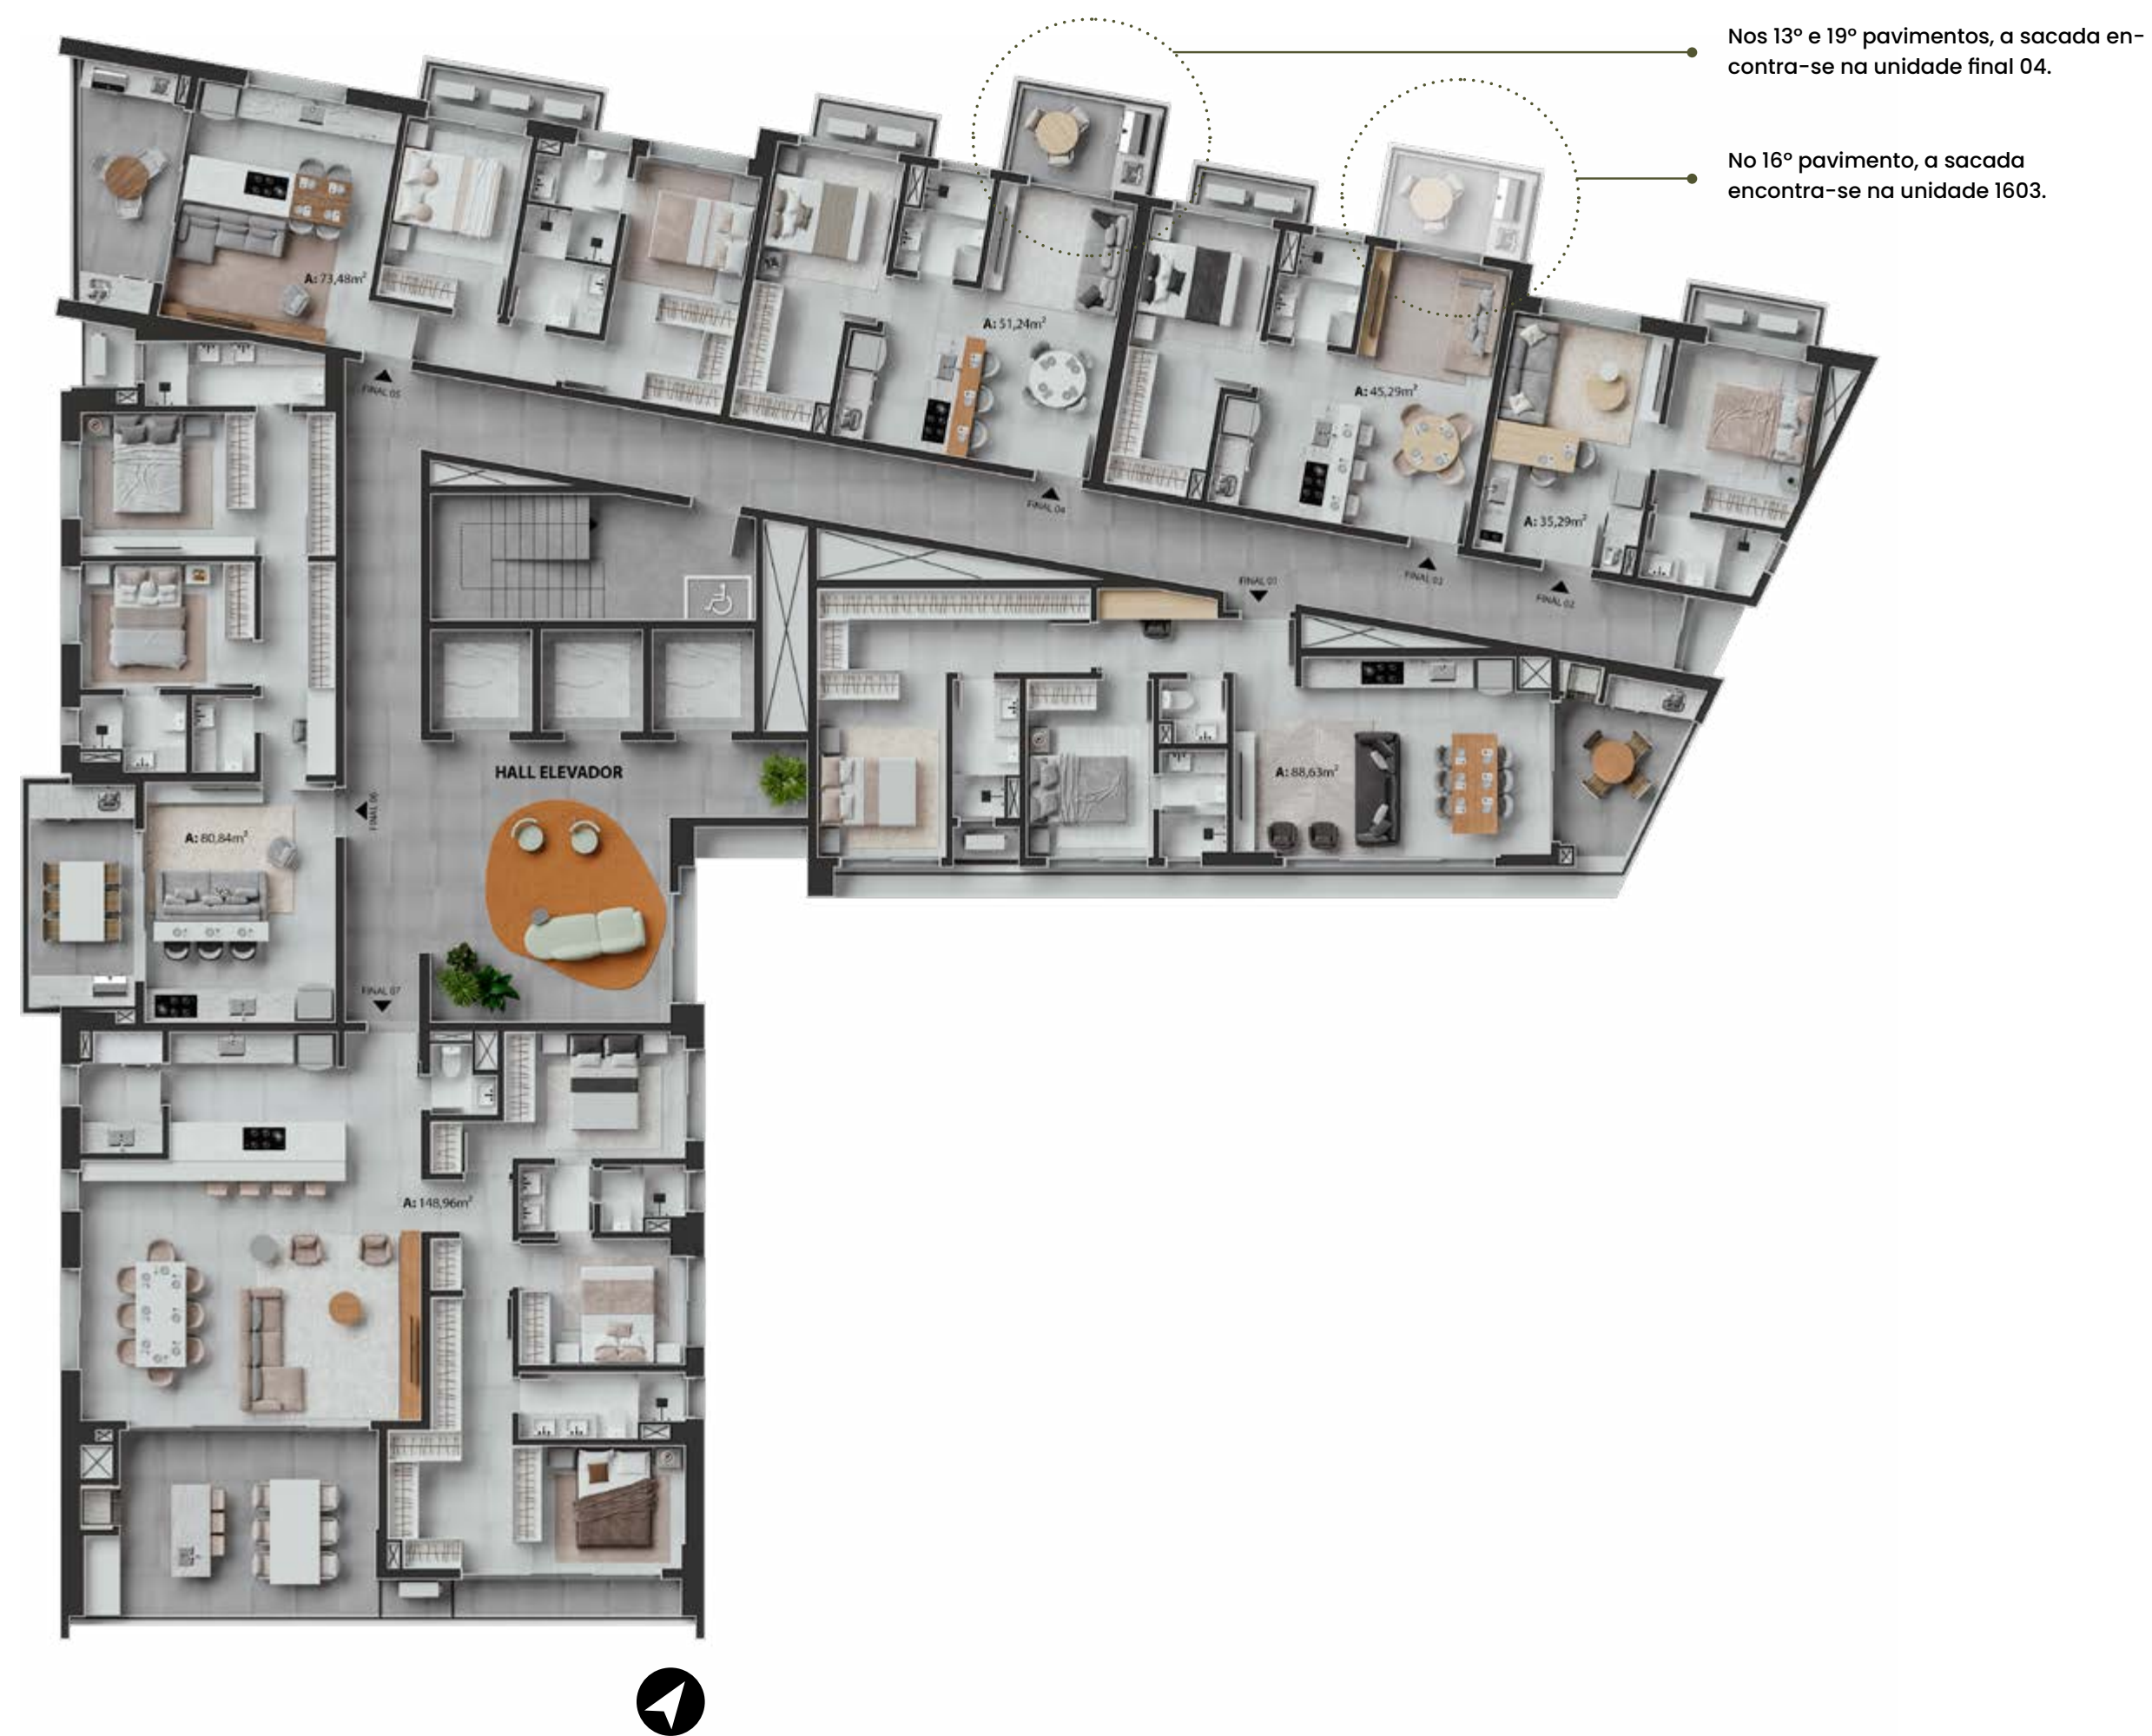 Nos 13º e 19º pavimentos, a sacada en-
contra-se na unidade final 04.
No 16º pavimento, a sacada
encontra-se na unidade 1603.
A: 73,48m²
A: 51,24m²
A: 45,29m²
A: 35,29m²
FINAL 05
FINAL 04
FINAL 03
FINAL 02
FINAL 01
HALL ELEVADOR
A: 88,63m²
FINAL 06
A: 80,84m²
FINAL 07
A: 148,96m²